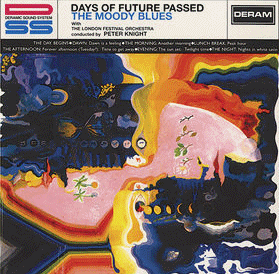 DERAMIC SOUND SYSTEM
DSS
DAYS OF FUTURE PASSED
THE MOODY BLUES
With
THE LONDON FESTIVAL ORCHESTRA
conducted by PETER KNIGHT
DERAM
THE DAY BEGINS•DAWN: Dawn is a feeling•THE MORNING: Another morning•LUNCH BREAK: Peak hour
THE AFTERNOON: Forever afternoon (Tuesday?), Time to get away•EVENING: The sun set, Twilight time•THE NIGHT: Nights in white satin